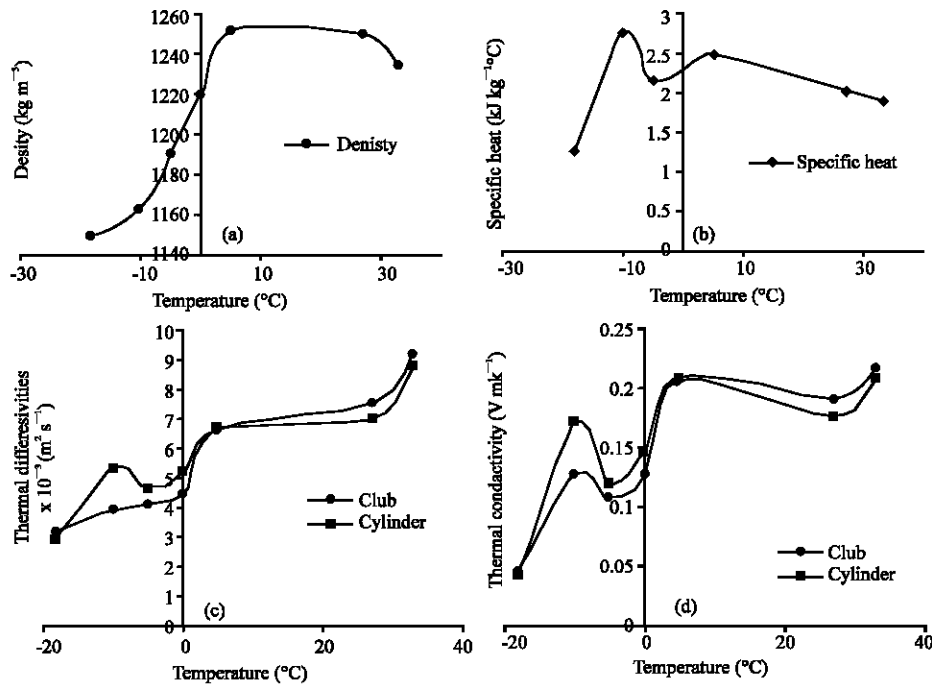 1260
1240
1220
1200
1180
1160
1140
Desity (kg m⁻³)
Denisty
(a)
-30
-10
10
30
Temperature (°C)
3
2.5
2
1.5
1
0.5
0
Specific heat (kJ kg⁻¹°C)
Specific heat
(b)
-30
-10
10
30
Temperature (°C)
10
9
8
7
6
5
4
3
2
1
0
Thermal differesivities
x 10⁻³ (m² s⁻¹)
Club
Cylinder
(c)
-20
0
20
40
Temperature (°C)
0.25
0.2
0.15
0.1
0.05
0
Thermal condactivity (V mk⁻¹)
Club
Cylinder
(d)
-20
0
20
40
Temperature (°C)